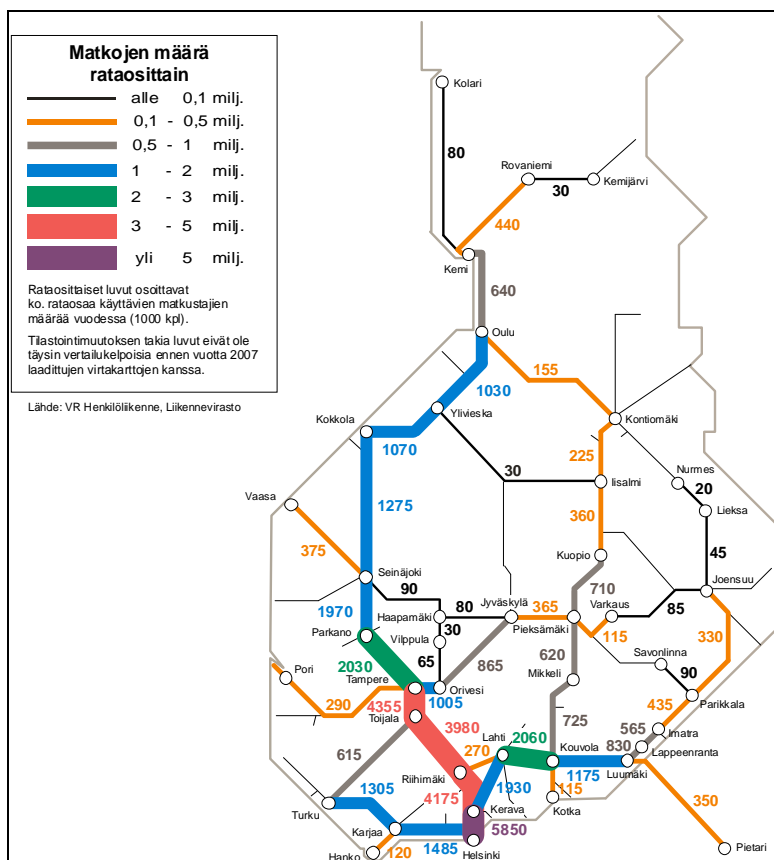 Matkojen määrä
rataosittain
alle 0,1 milj.
0,1 - 0,5 milj.
0,5 - 1 milj.
1 - 2 milj.
2 - 3 milj.
3 - 5 milj.
yli 5 milj.
Rataosittaiset luvut osoittavat
ko. rataosaa käyttävien matkustajien
määrää vuodessa (1000 kpl).
Tilastointimuutoksen takia luvut eivät ole
täysin vertailukelpoisia ennen vuotta 2007
laadittujen virtakarttojen kanssa.
Lähde: VR Henkilöliikenne, Liikennevirasto
Kolari
80
Rovaniemi
30
Kemijärvi
440
Kemi
640
Oulu
155
1030
Ylivieska
Kontiomäki
Kokkola
1070
225
30
Iisalmi
Nurmes
20
Lieksa
Vaasa
1275
360
375
Kuopio
45
Seinäjoki
90
710
Joensuu
1970
Haapamäki
80
Jyväskylä
365
Varkaus
85
Parkano
30
Pieksämäki
115
330
Vilppula
2030
65
865
620
Savonlinna
Pori
Tampere
Mikkeli
90
290
1005
Orivesi
Parikkala
4355
435
Toijala
3980
725
565
Imatra
2060
Lahti
615
270
Kouvola
830
Lappeenranta
Riihimäki
1175
Luumäki
1305
4175
1930
115
350
Turku
Kerava
Kotka
Karjaa
5850
Hanko
120
1485
Helsinki
Pietari